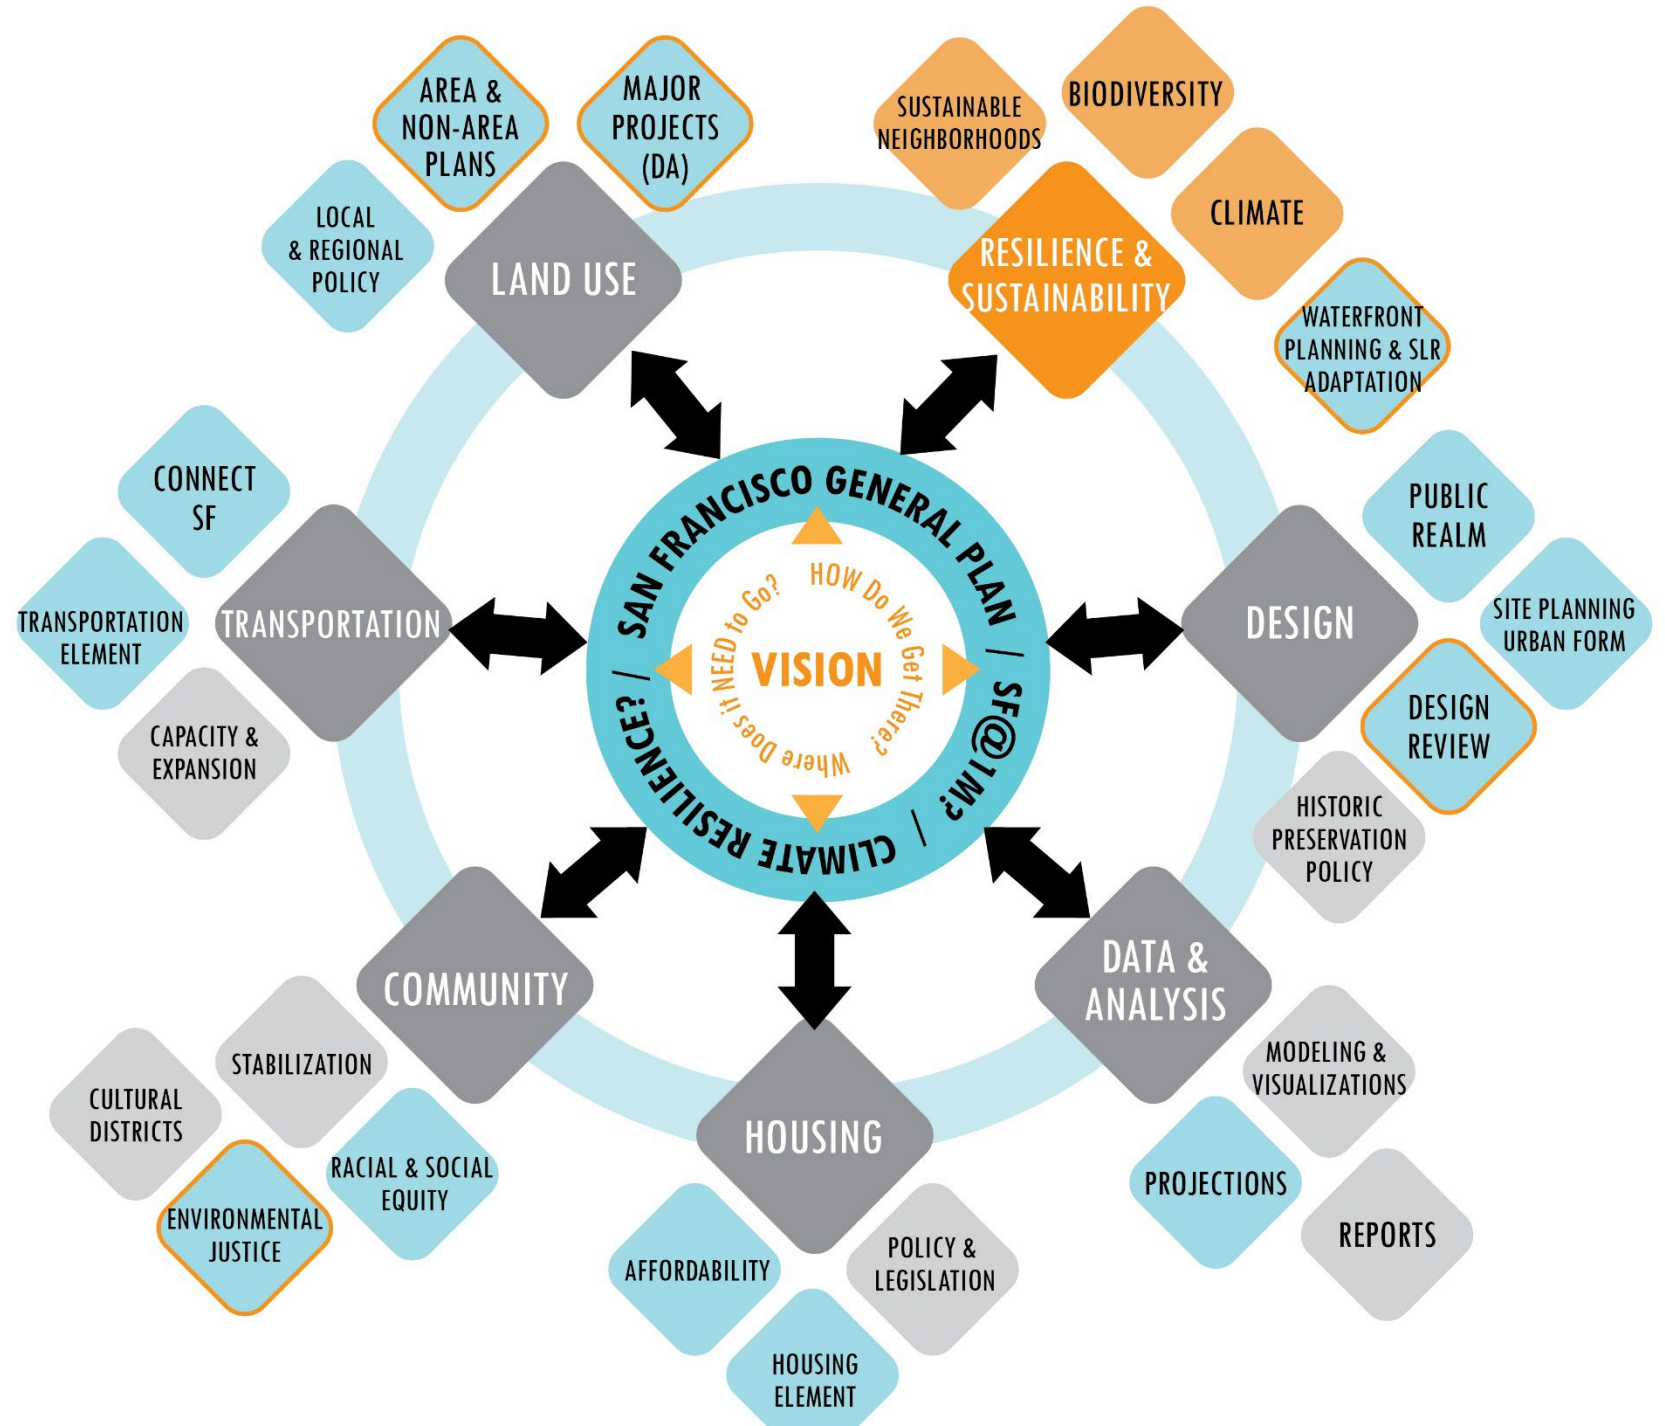 AREA &
NON-AREA
PLANS
MAJOR
PROJECTS
(DA)
LOCAL
& REGIONAL
POLICY
LAND USE
SUSTAINABLE
NEIGHBORHOODS
BIODIVERSITY
CLIMATE
RESILIENCE &
SUSTAINABILITY
WATERFRONT
PLANNING & SLR
ADAPTATION
CONNECT
SF
TRANSPORTATION
ELEMENT
TRANSPORTATION
CAPACITY &
EXPANSION
SAN FRANCISCO GENERAL PLAN / SF@1M? / CLIMATE RESILIENCE? /
HOW Do We Get There?
Where Does it NEED to Go?
VISION
PUBLIC
REALM
DESIGN
SITE PLANNING
URBAN FORM
DESIGN
REVIEW
HISTORIC
PRESERVATION
POLICY
COMMUNITY
STABILIZATION
CULTURAL
DISTRICTS
RACIAL & SOCIAL
EQUITY
ENVIRONMENTAL
JUSTICE
HOUSING
AFFORDABILITY
POLICY &
LEGISLATION
HOUSING
ELEMENT
DATA &
ANALYSIS
MODELING &
VISUALIZATIONS
PROJECTIONS
REPORTS